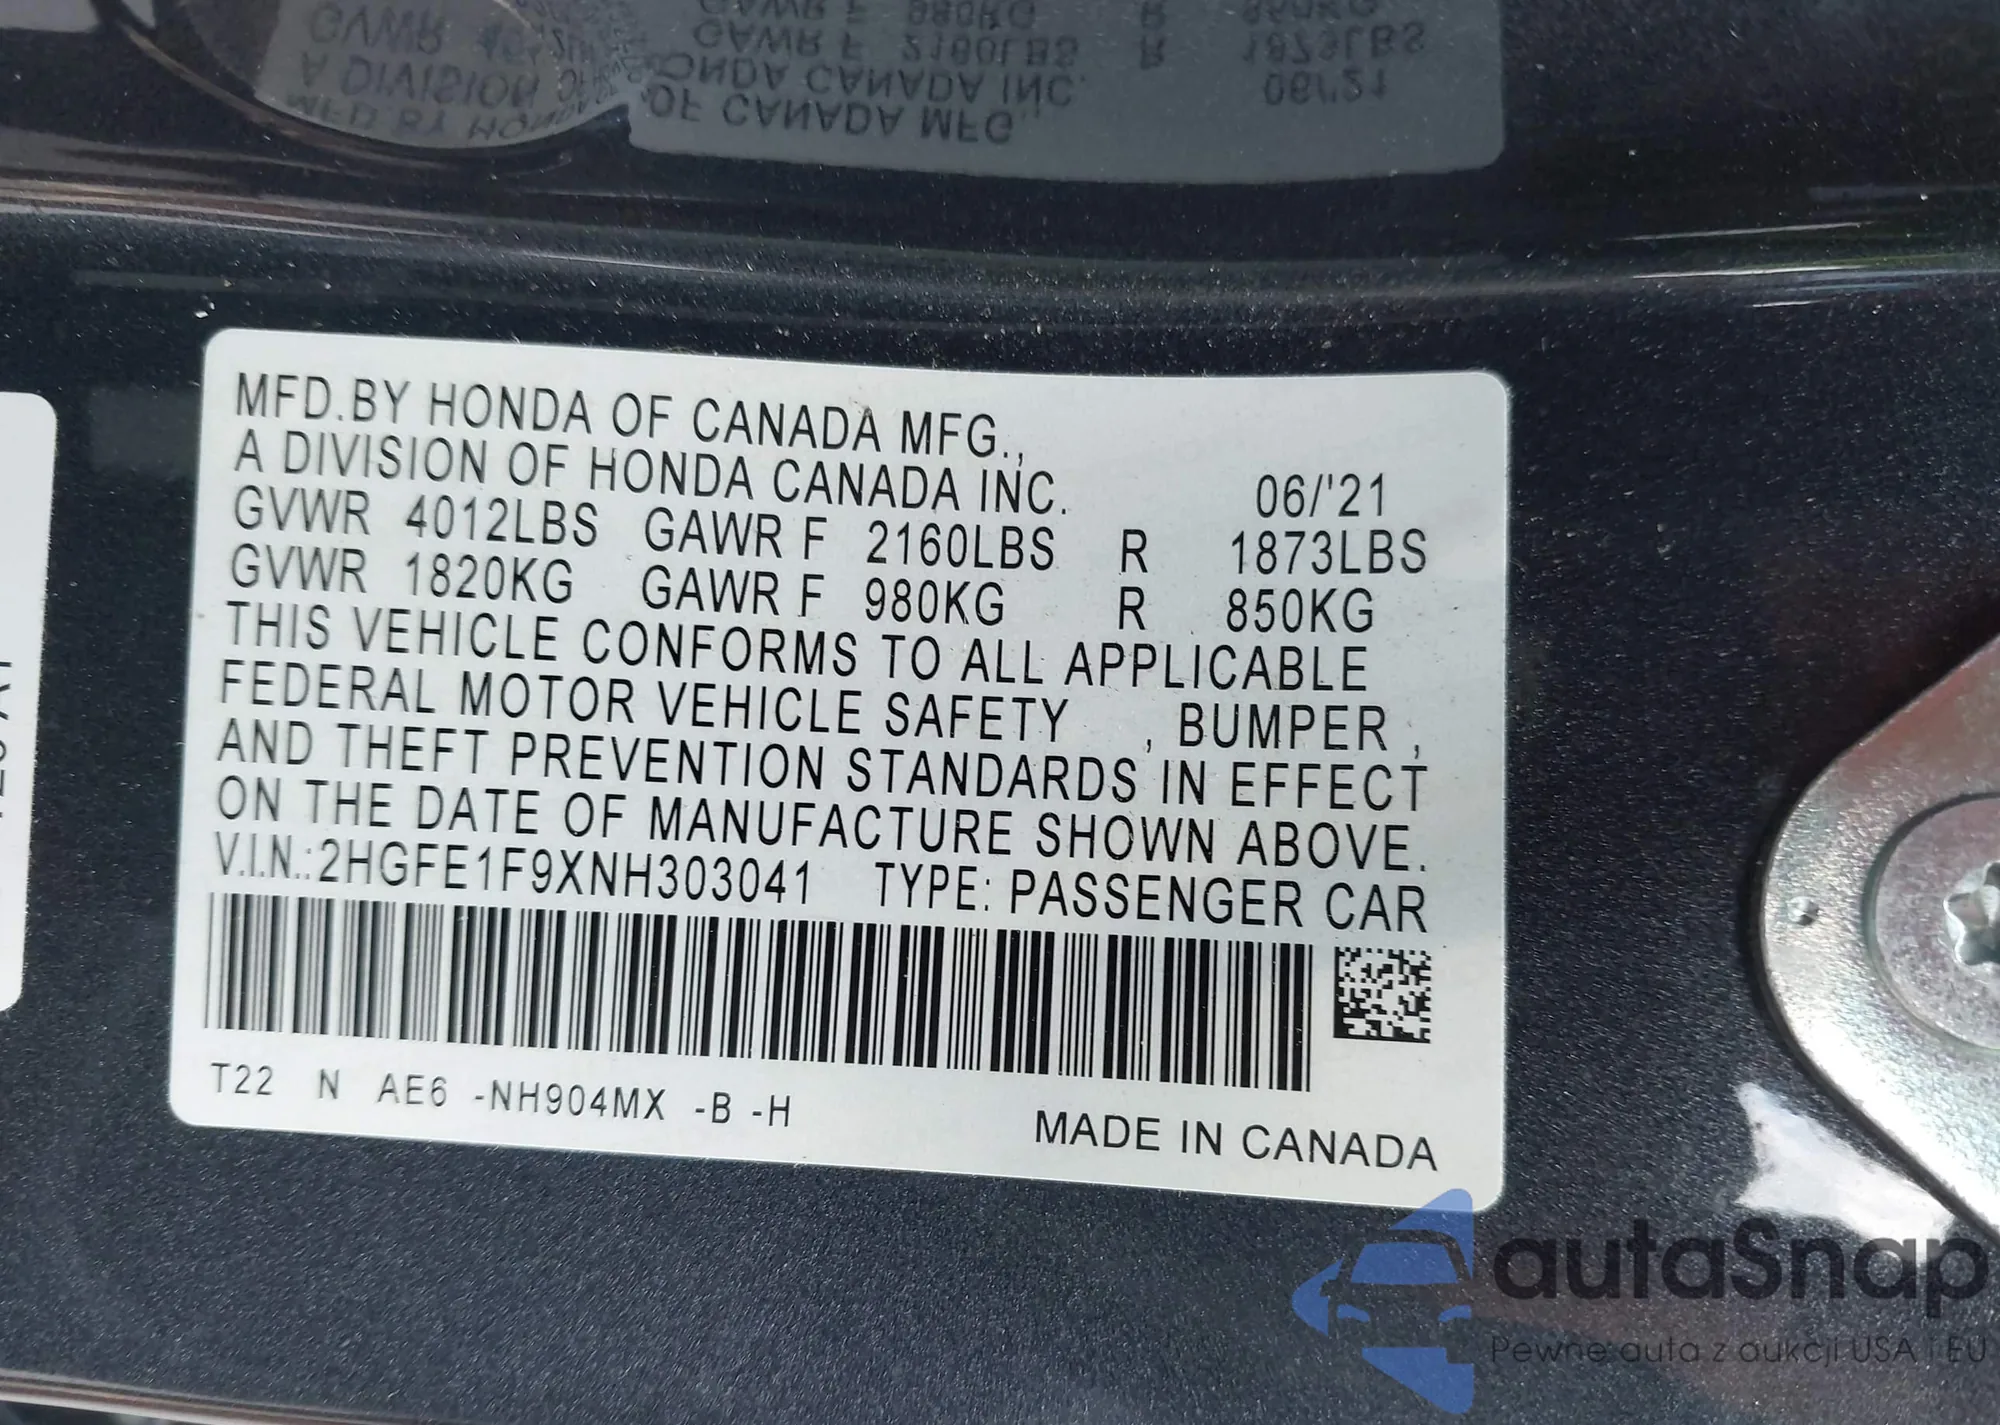 MFD.BY HONDA OF CANADA MFG.,
A DIVISION OF HONDA CANADA INC. 06/'21
GVWR 4012LBS GAWR F 2160LBS R 1873LBS
GVWR 1820KG GAWR F 980KG R 850KG
THIS VEHICLE CONFORMS TO ALL APPLICABLE
FEDERAL MOTOR VEHICLE SAFETY , BUMPER ,
AND THEFT PREVENTION STANDARDS IN EFFECT
ON THE DATE OF MANUFACTURE SHOWN ABOVE.
V.I.N.:2HGFE1F9XNH303041 TYPE: PASSENGER CAR
T22 N AE6 -NH904MX -B -H
MADE IN CANADA
autaSnap
Pewne auta z aukcji USA i EU